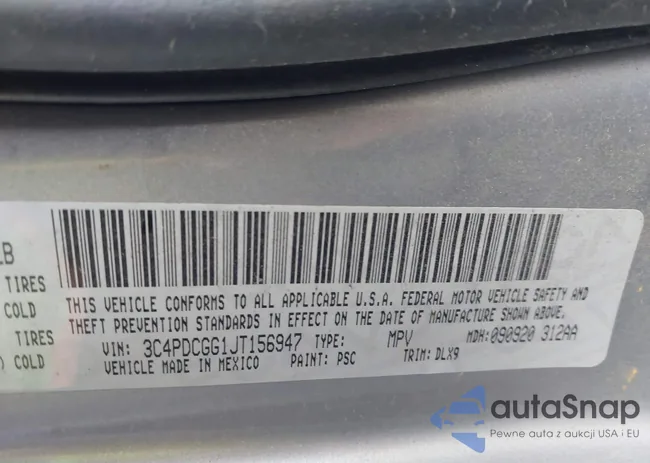 LB
TIRES
COLD
TIRES
) COLD
THIS VEHICLE CONFORMS TO ALL APPLICABLE U.S.A. FEDERAL MOTOR VEHICLE SAFETY AND
THEFT PREVENTION STANDARDS IN EFFECT ON THE DATE OF MANUFACTURE SHOWN ABOVE.
VIN: 3C4PDCGG1JT156947 TYPE: MPV MDH: 090920 312AA
VEHICLE MADE IN MEXICO PAINT: PSC TRIM: DLX9
autaSnap
Pewne auta z aukcji USA i EU